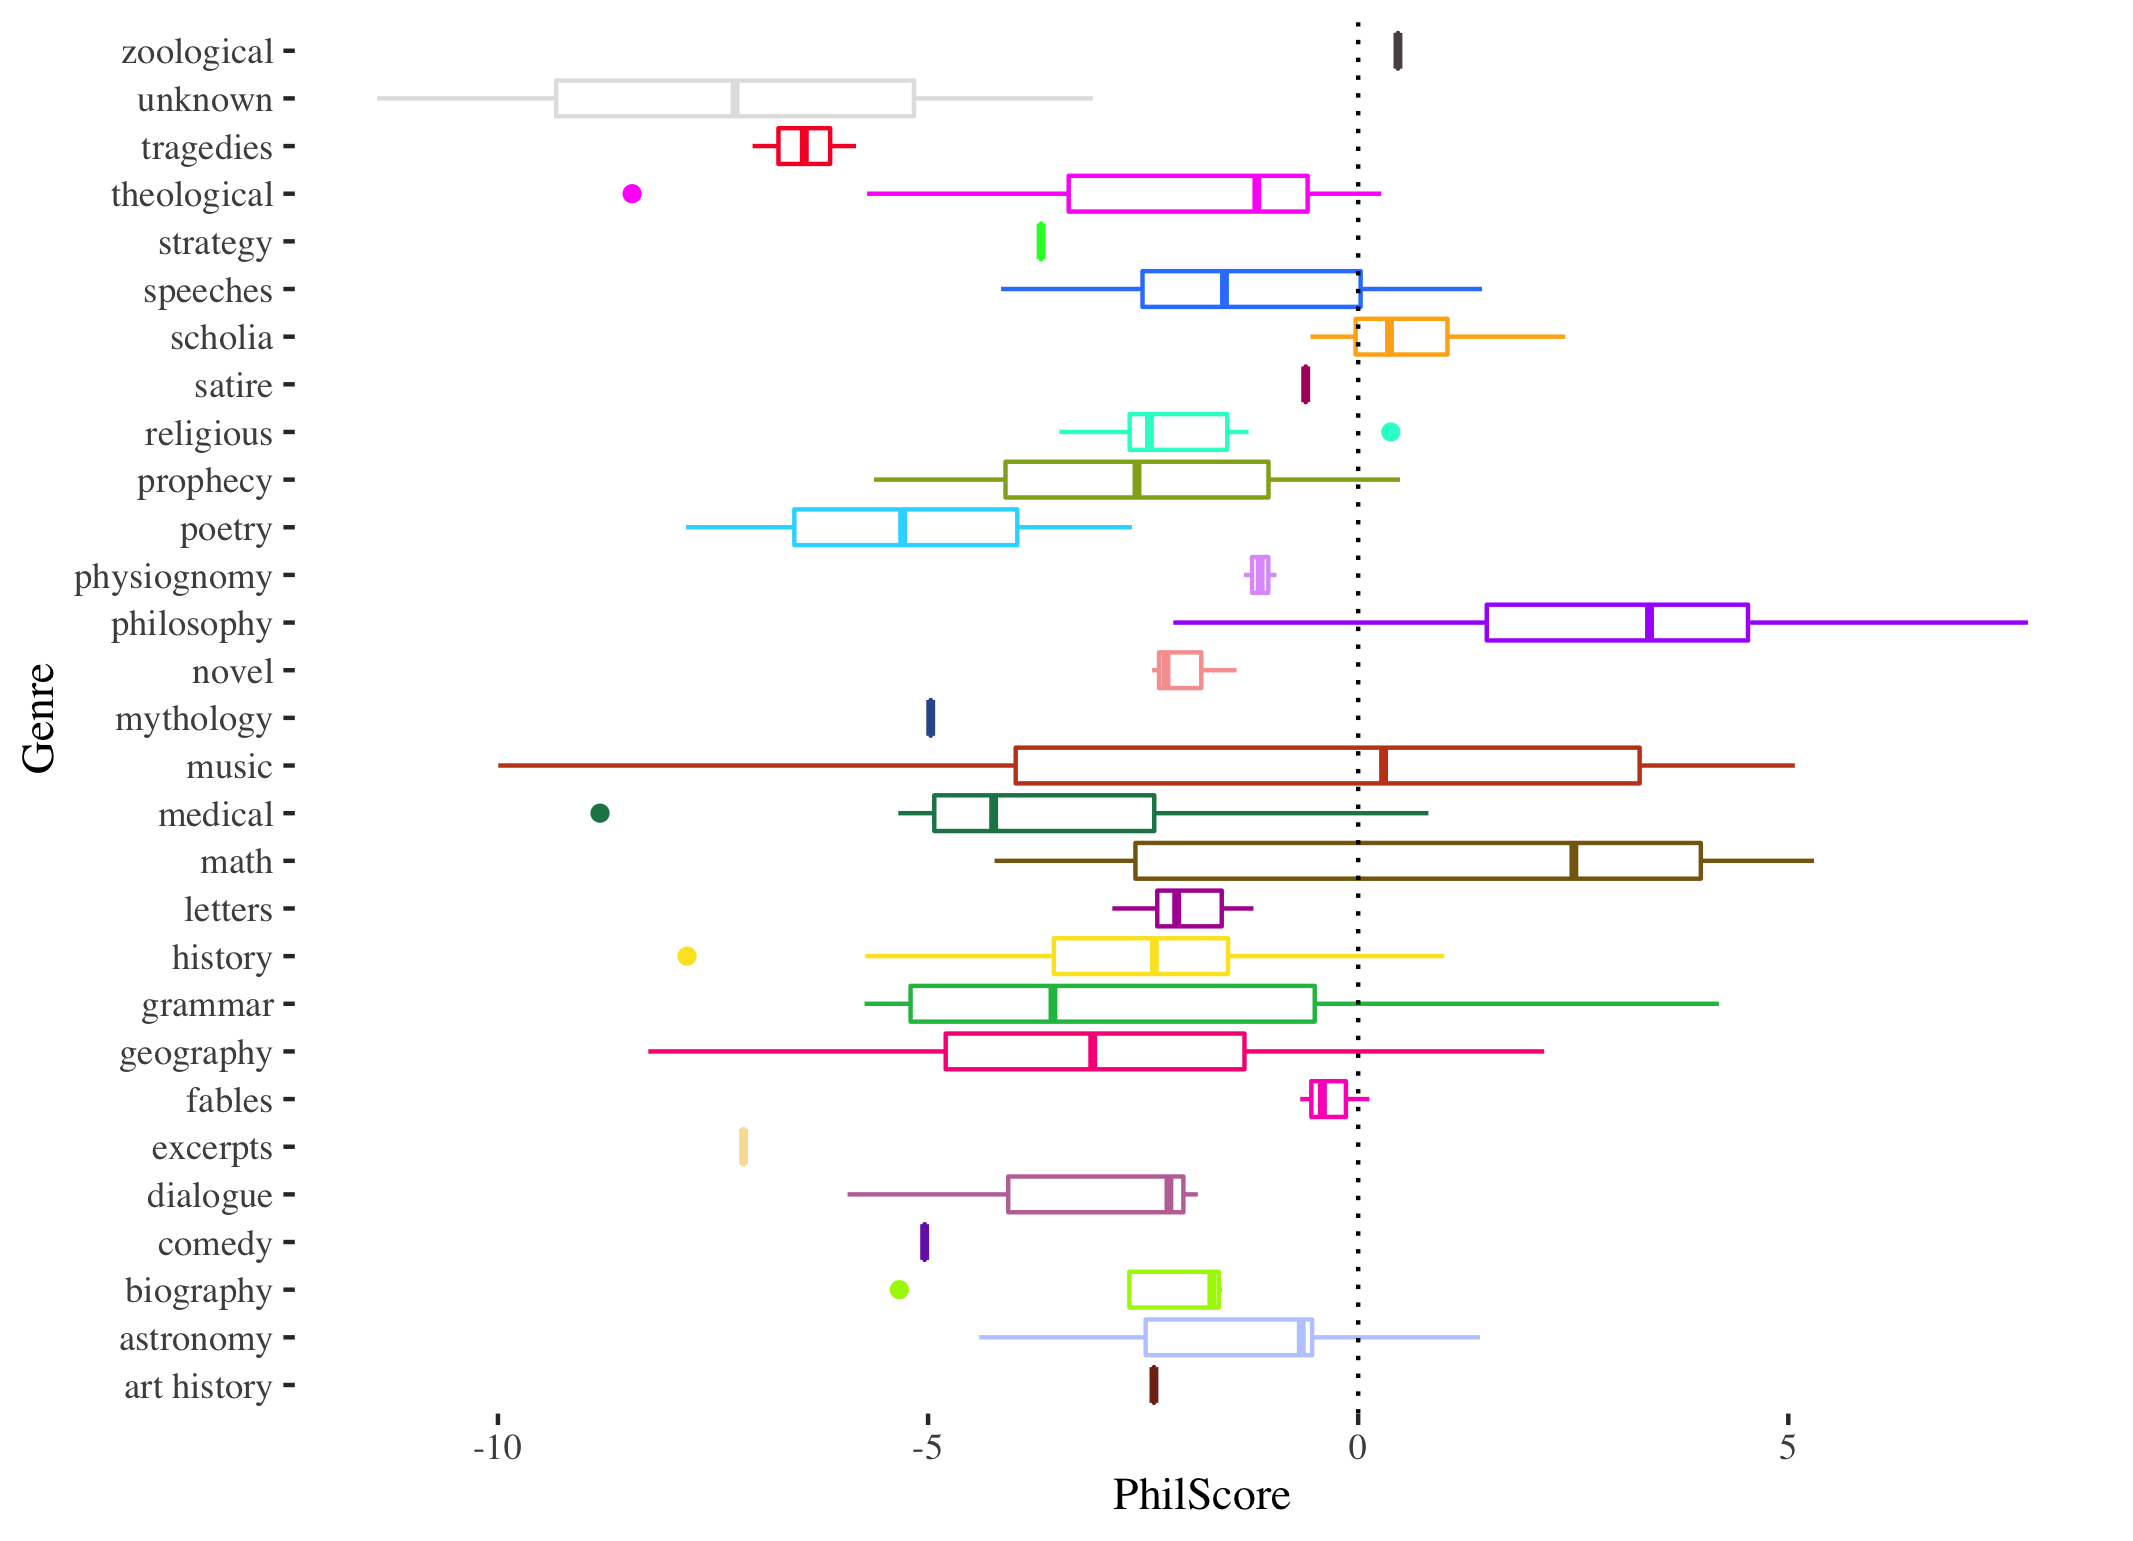 zoological
unknown
tragedies
theological
strategy
speeches
scholia
satire
religious
prophecy
poetry
physiognomy
philosophy
novel
mythology
music
medical
math
letters
history
grammar
geography
fables
excerpts
dialogue
comedy
biography
astronomy
art history
Genre
-10 -5 0 5
PhilScore